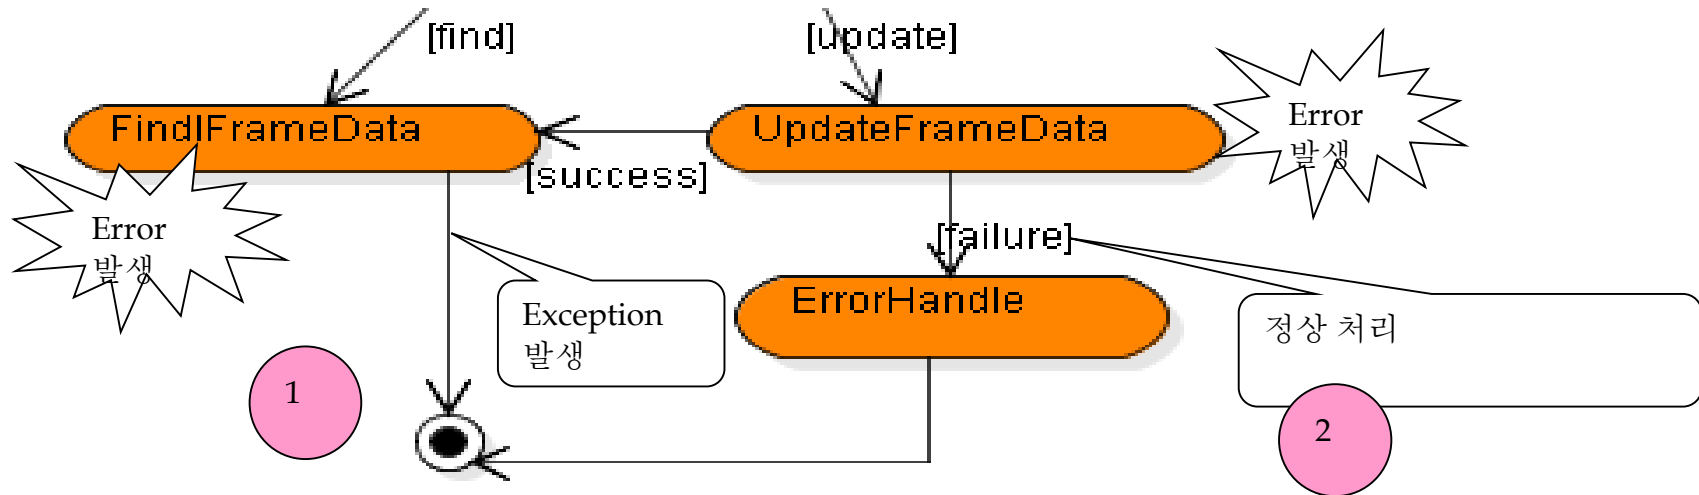 [find]
[update]
FindIFrameData
UpdateFrameData
Error
발생
[success]
Error
발생
[failure]
ErrorHandle
Exception
발생
정상 처리
1
2